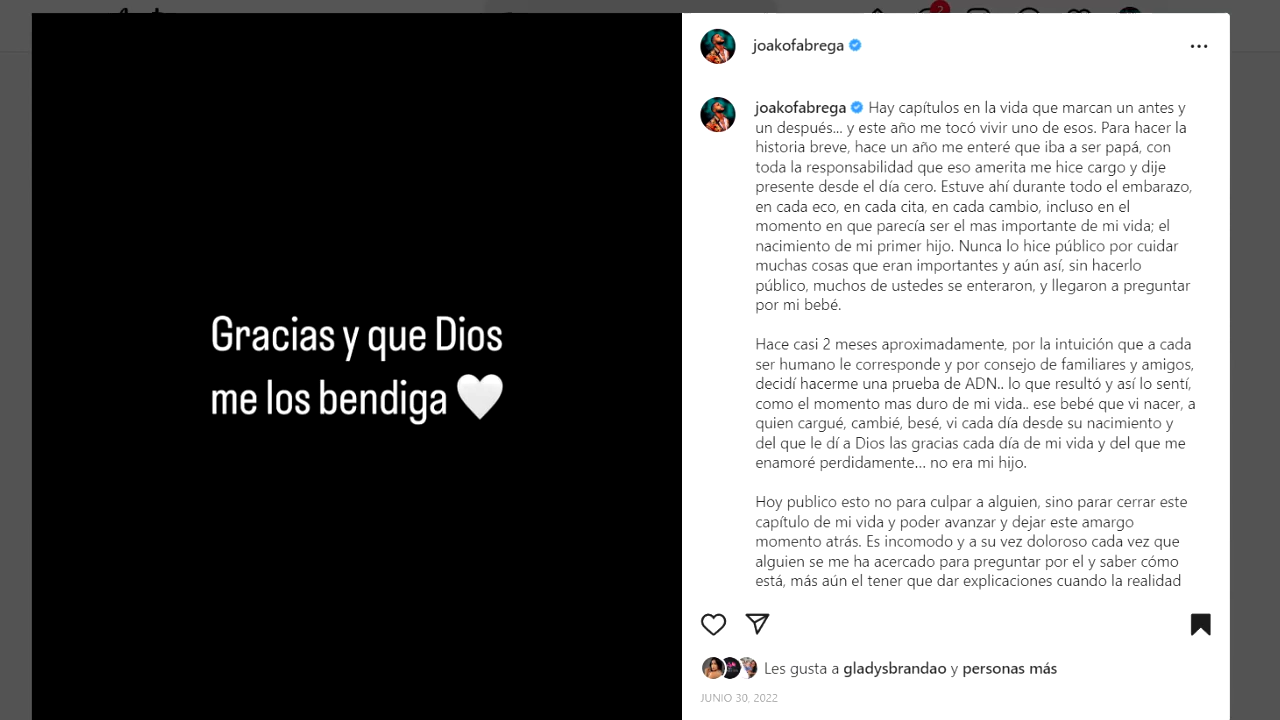 2
Gracias y que Dios
me los bendiga 🤍
joakofabrega
joakofabrega Hay capítulos en la vida que marcan un antes y
un después... y este año me tocó vivir uno de esos. Para hacer la
historia breve, hace un año me enteré que iba a ser papá, con
toda la responsabilidad que eso amerita me hice cargo y dije
presente desde el día cero. Estuve ahí durante todo el embarazo,
en cada eco, en cada cita, en cada cambio, incluso en el
momento en que parecía ser el mas importante de mi vida; el
nacimiento de mi primer hijo. Nunca lo hice público por cuidar
muchas cosas que eran importantes y aún así, sin hacerlo
público, muchos de ustedes se enteraron, y llegaron a preguntar
por mi bebé.
Hace casi 2 meses aproximadamente, por la intuición que a cada
ser humano le corresponde y por consejo de familiares y amigos,
decidí hacerme una prueba de ADN.. lo que resultó y así lo sentí,
como el momento mas duro de mi vida.. ese bebé que vi nacer, a
quien cargué, cambié, besé, vi cada día desde su nacimiento y
del que le dí a Dios las gracias cada día de mi vida y del que me
enamoré perdidamente... no era mi hijo.
Hoy publico esto no para culpar a alguien, sino parar cerrar este
capítulo de mi vida y poder avanzar y dejar este amargo
momento atrás. Es incomodo y a su vez doloroso cada vez que
alguien se me ha acercado para preguntar por el y saber cómo
está, más aún el tener que dar explicaciones cuando la realidad
Les gusta a gladysbrandao y personas más
JUNIO 30, 2022